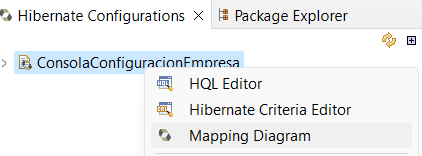 Hibernate Configurations
Package Explorer
ConsolaConfiguracionEmpresa
HQL Editor
Hibernate Criteria Editor
Mapping Diagram